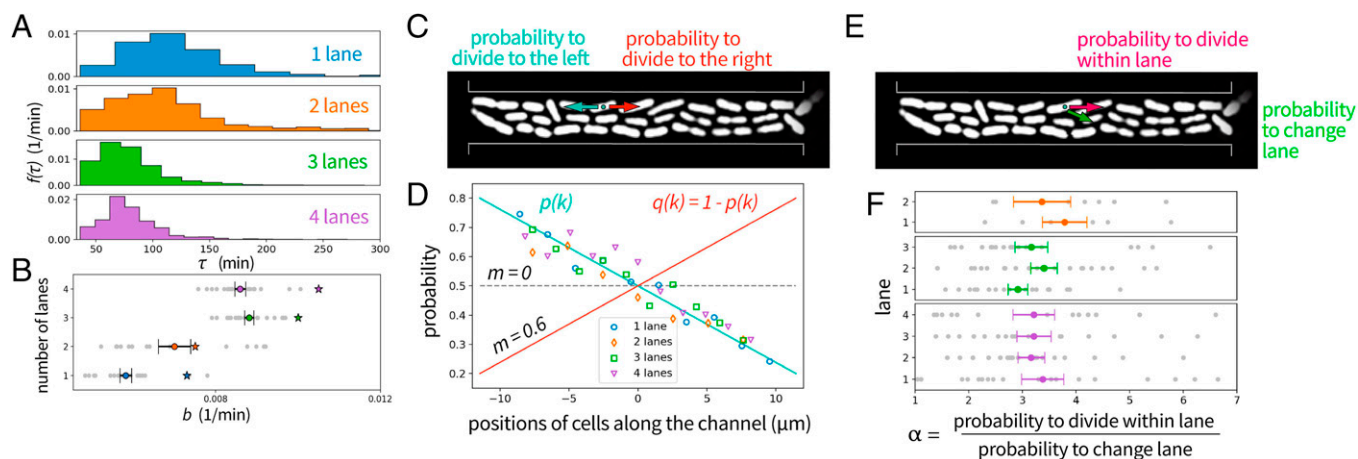 A
0.01
0.00
1 lane
0.01
0.00
2 lanes
0.01
0.00
3 lanes
0.02
0.00
4 lanes
f(τ) (1/min)
50
100
150
200
250
300
τ (min)
B
number of lanes
4
3
2
1
0.008
0.012
b (1/min)
C
probability to
divide to the left
probability to
divide to the right
D
probability
0.8
0.7
0.6
0.5
0.4
0.3
0.2
p(k)
q(k) = 1 - p(k)
m = 0
m = 0.6
1 lane
2 lanes
3 lanes
4 lanes
−10
−5
0
5
10
positions of cells along the channel (μm)
E
probability to divide
within lane
probability
to change
lane
F
lane
2
1
3
2
1
4
3
2
1
1
2
3
4
5
6
7
α = probability to divide within lane
probability to change lane